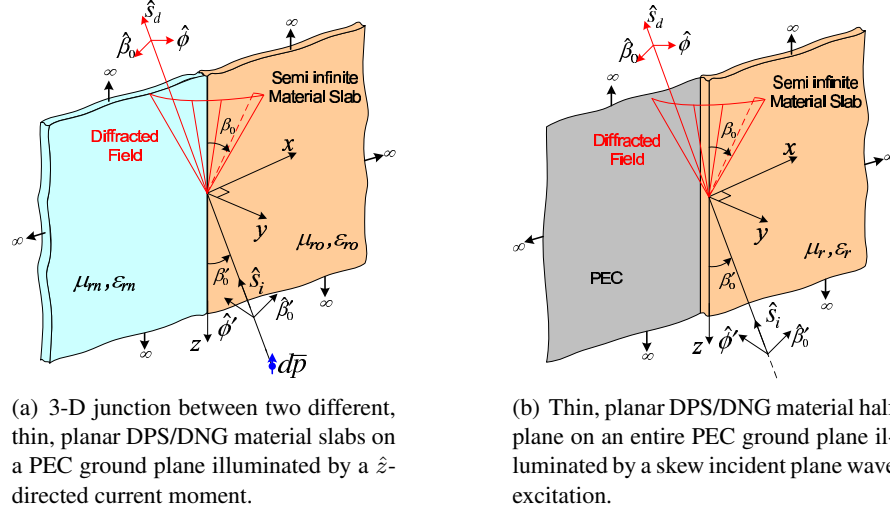 ŝ_d
β̂_0
φ̂
∞
∞
Semi infinite
Material Slab
Diffracted
Field
β_0
x
∞
y
∞
μ_ro, ε_ro
μ_rn, ε_rn
β'_0
ŝ_i
φ̂'
β̂'_0
∞
z
∞
dp̅
(a) 3-D junction between two different,
thin, planar DPS/DNG material slabs on
a PEC ground plane illuminated by a ẑ-
directed current moment.
ŝ_d
β̂_0
φ̂
∞
∞
Semi infinite
Material Slab
Diffracted
Field
β_0
x
∞
y
∞
μ_r, ε_r
PEC
β'_0
ŝ_i
φ̂'
β̂'_0
∞
z
∞
(b) Thin, planar DPS/DNG material half
plane on an entire PEC ground plane il-
luminated by a skew incident plane wave
excitation.